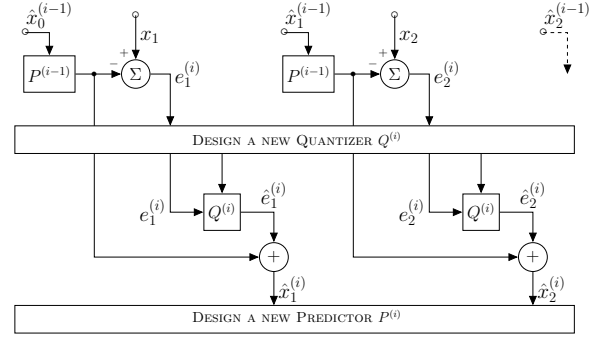 x̂₀⁽ⁱ⁻¹⁾ x̂₁⁽ⁱ⁻¹⁾ x̂₂⁽ⁱ⁻¹⁾
x₁ x₂
P⁽ⁱ⁻¹⁾ − + Σ e₁⁽ⁱ⁾ P⁽ⁱ⁻¹⁾ − + Σ e₂⁽ⁱ⁾
DESIGN A NEW QUANTIZER Q⁽ⁱ⁾
e₁⁽ⁱ⁾ Q⁽ⁱ⁾ ê₁⁽ⁱ⁾ e₂⁽ⁱ⁾ Q⁽ⁱ⁾ ê₂⁽ⁱ⁾
+ +
x̂₁⁽ⁱ⁾ x̂₂⁽ⁱ⁾
DESIGN A NEW PREDICTOR P⁽ⁱ⁾